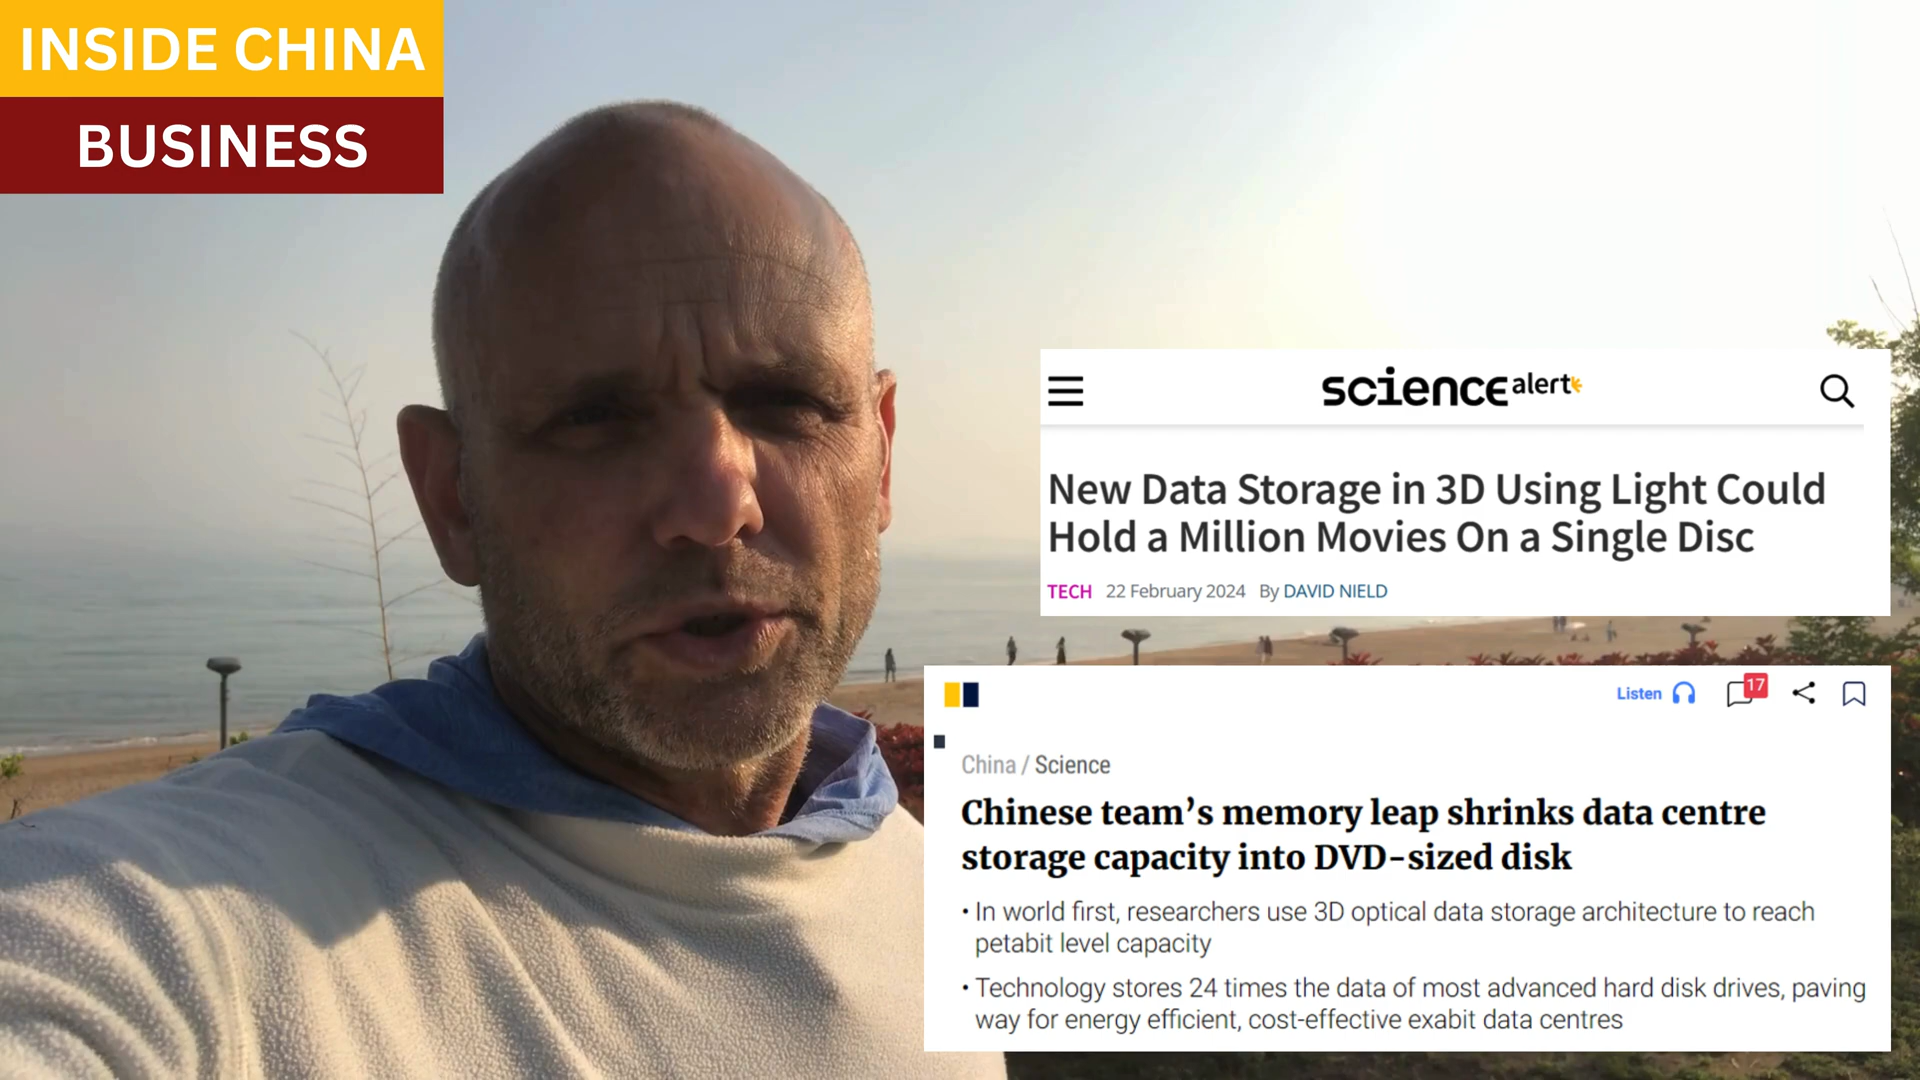 INSIDE CHINA
BUSINESS
science alert
New Data Storage in 3D Using Light Could
Hold a Million Movies On a Single Disc
TECH 22 February 2024 By DAVID NIELD
Listen 17
China / Science
Chinese team’s memory leap shrinks data centre
storage capacity into DVD-sized disk
• In world first, researchers use 3D optical data storage architecture to reach
petabit level capacity
• Technology stores 24 times the data of most advanced hard disk drives, paving
way for energy efficient, cost-effective exabit data centres